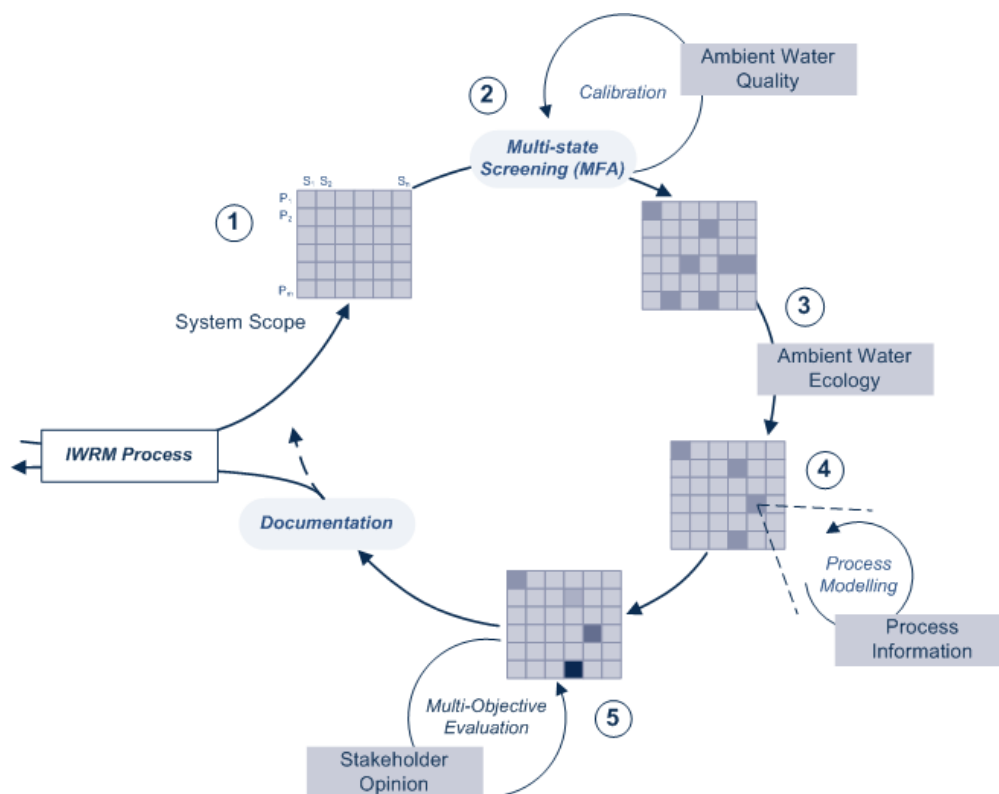 Ambient Water
Quality
2
Calibration
Multi-state
Screening (MFA)
S1 S2 Sn
P1
P2
Pm
1
System Scope
3
Ambient Water
Ecology
IWRM Process
4
Documentation
Process
Modelling
Process
Information
Multi-Objective
Evaluation
5
Stakeholder
Opinion